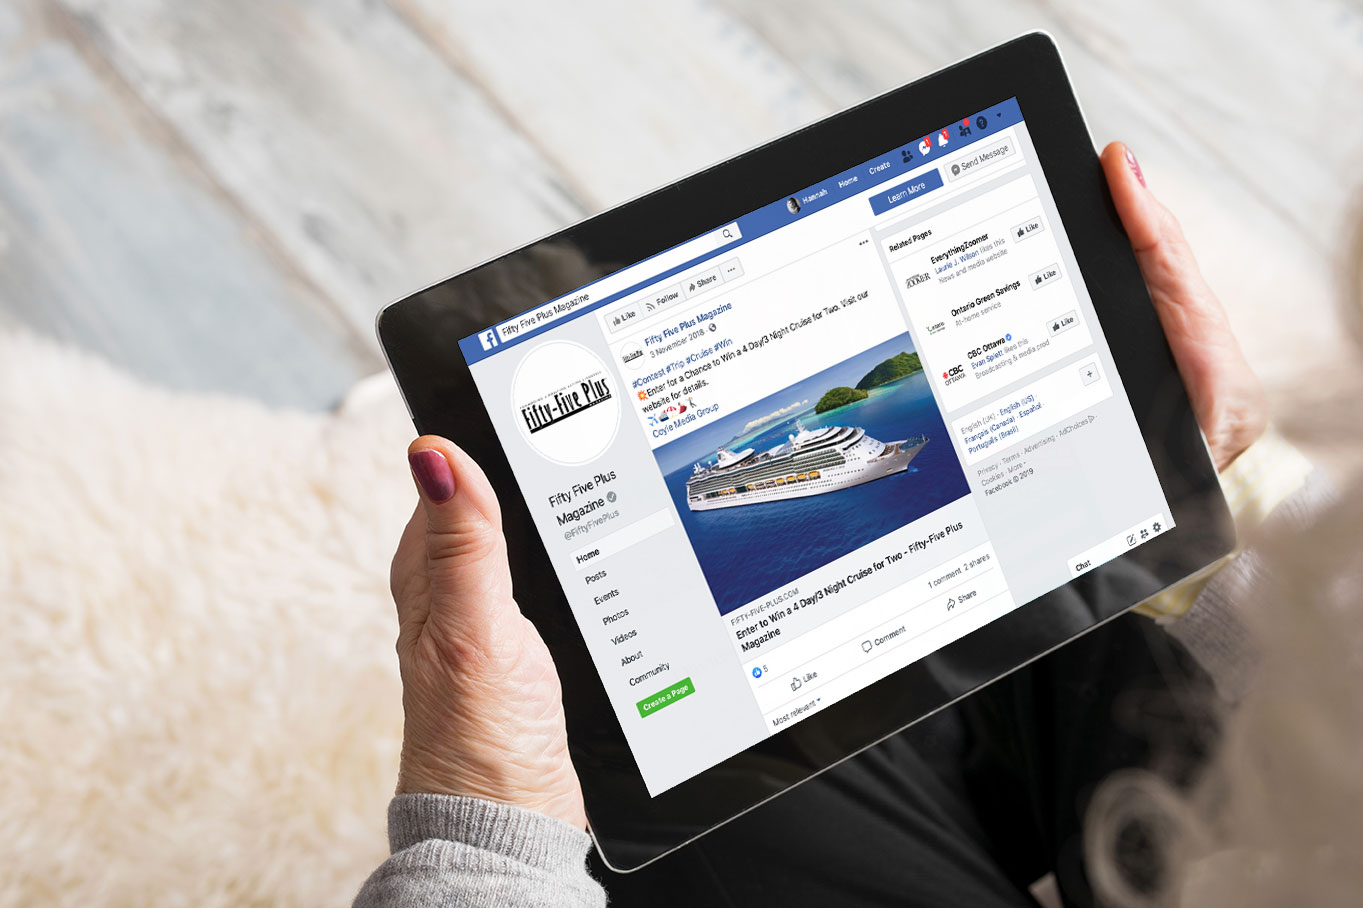 Fifty Five Plus Magazine
Hannah
Home
Create
Fifty-Five Plus
Fifty Five Plus
Magazine
@FiftyFivePlus
Home
Posts
Events
Photos
Videos
About
Community
Create a Page
Like
Follow
Share
Learn More
Send Message
Fifty Five Plus Magazine
3 November 2018
#Contest #Trip #Cruise #Win
Enter for a Chance to Win a 4 Day/3 Night Cruise for Two. Visit our
website for details..
Coyle Media Group
FIFTY-FIVE-PLUS.COM
Enter to Win a 4 Day/3 Night Cruise for Two - Fifty-Five Plus
Magazine
5
1 comment 2 shares
Like
Comment
Share
Most relevant
Related Pages
EverythingZoomer
Laurie J. Wilson likes this
News and media website
Like
Ontario Green Savings
At-home service
Like
CBC
OTTAWA
CBC Ottawa
Evan Splett likes this
Broadcasting & media prod
Like
English (UK) · English (US) ·
Français (Canada) · Español ·
Português (Brasil)
Privacy · Terms · Advertising · AdChoices ·
Cookies · More
Facebook © 2019
Chat